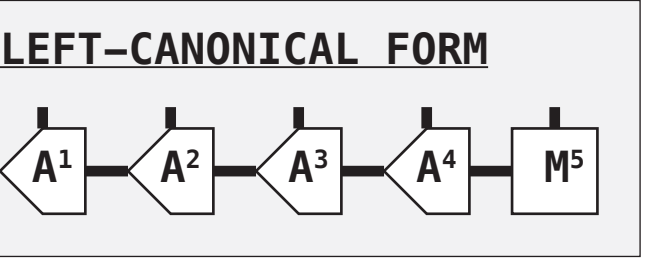 LEFT–CANONICAL FORM
A¹ A² A³ A⁴ M⁵